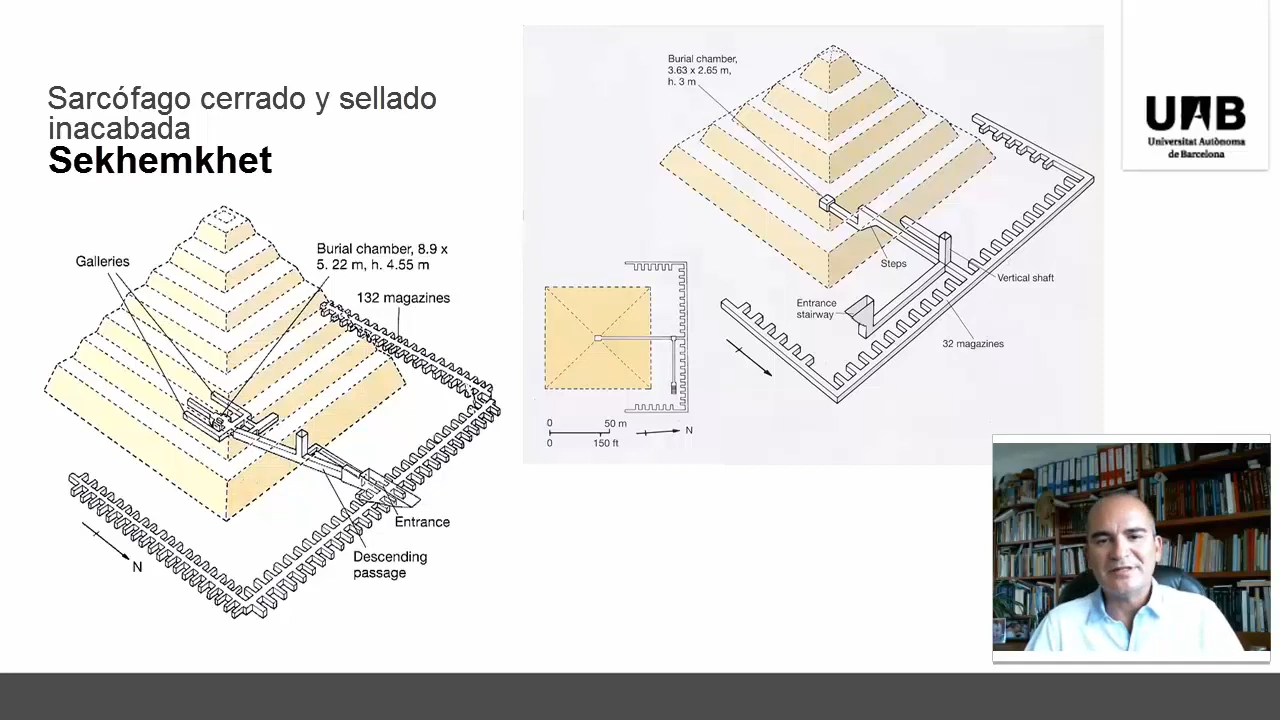 Sarcófago cerrado y sellado
inacabada
Sekhemkhet
Galleries
Burial chamber, 8.9 x
5. 22 m, h. 4.55 m
132 magazines
Entrance
Descending
passage
N
Burial chamber,
3.63 x 2.65 m,
h. 3 m
Steps
Vertical shaft
Entrance
stairway
32 magazines
0 50 m
0 150 ft
N
UAB
Universitat Autònoma
de Barcelona